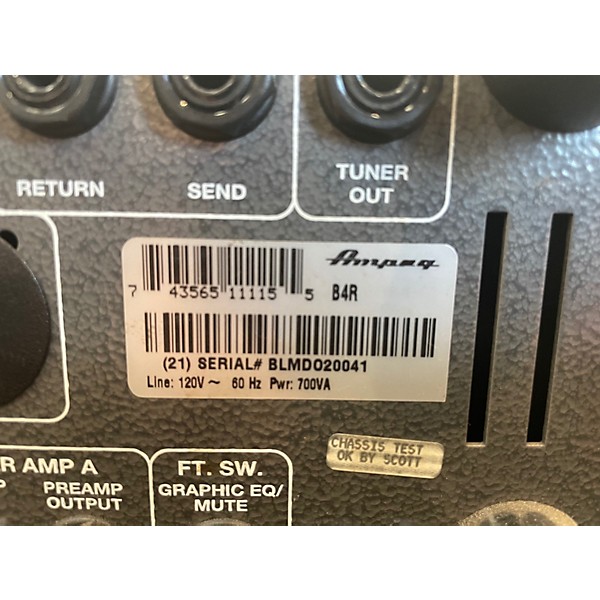 RETURN
SEND
TUNER
OUT
Ampeg
7 43565 11115 5 B4R
(21) SERIAL# BLMDO20041
Line: 120V ~ 60 Hz Pwr: 700VA
CHASSIS TEST
OK BY SCOTT
R AMP A
P PREAMP
OUTPUT
FT. SW.
GRAPHIC EQ/
MUTE